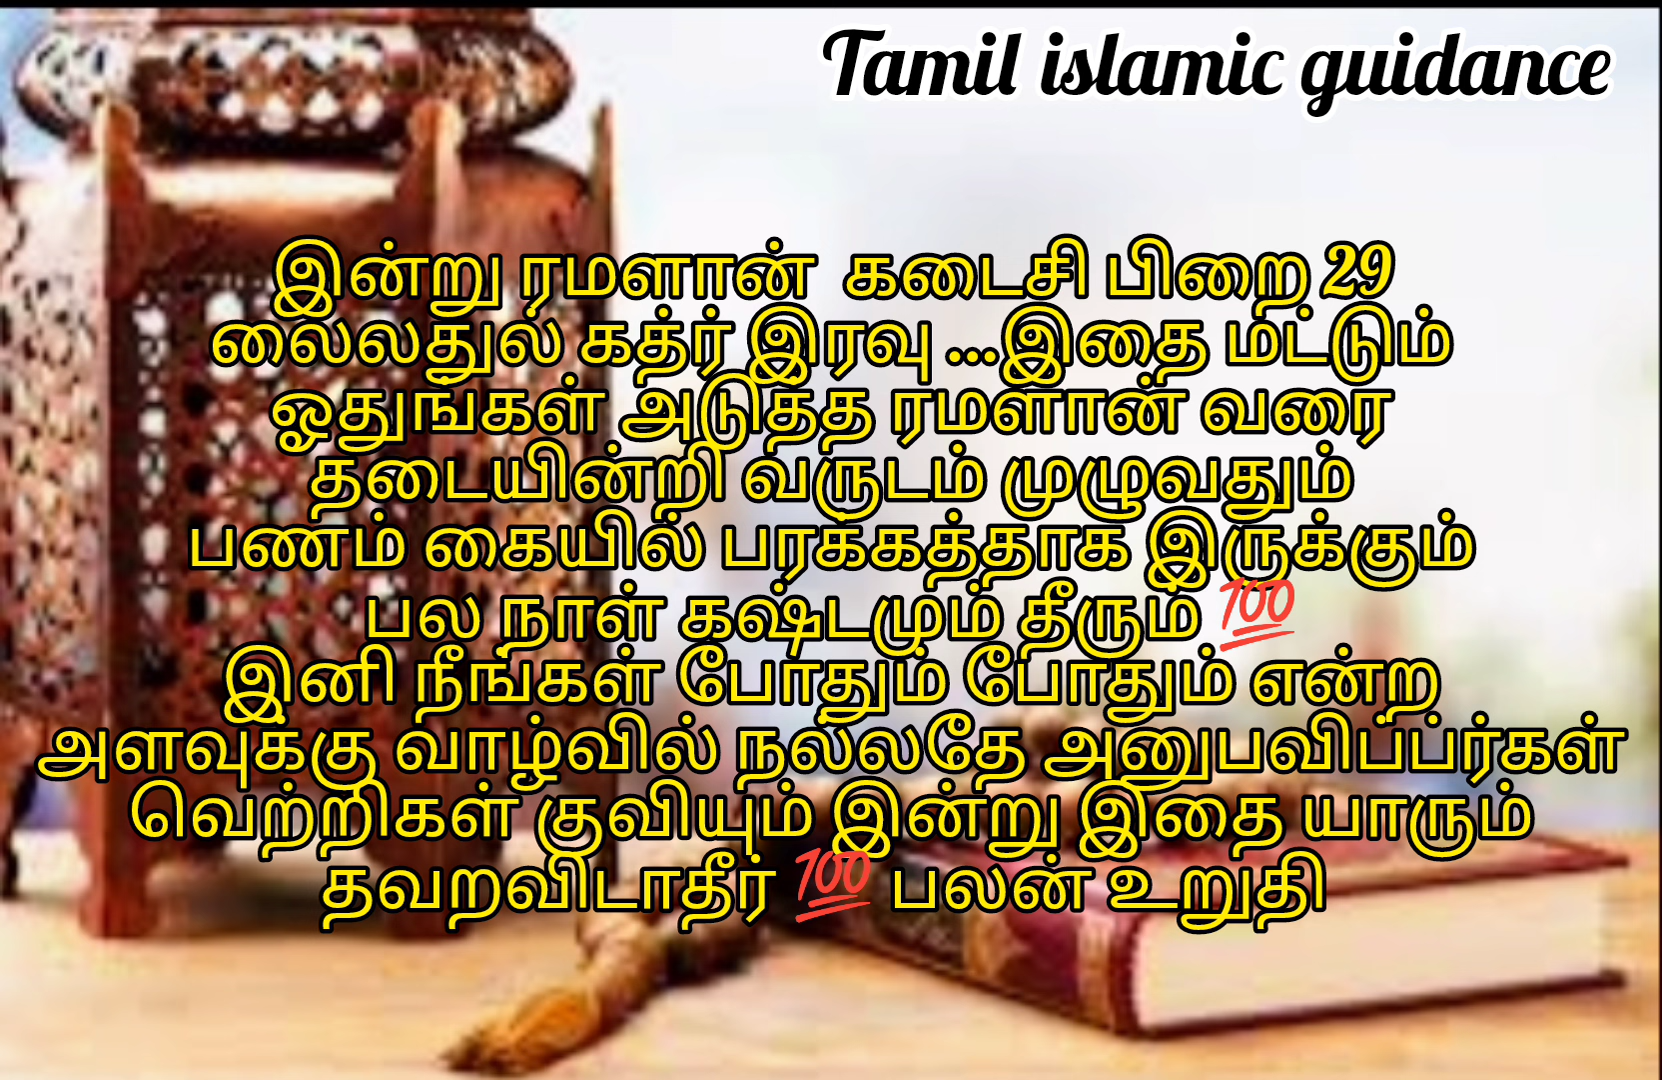 Tamil islamic guidance
இன்று ரமளான் கடைசி பிறை 29
லைலதுல் கத்ர் இரவு ...இதை மட்டும்
ஓதுங்கள் அடுத்த ரமளான் வரை
தடையின்றி வருடம் முழுவதும்
பணம் கையில் பரக்கத்தாக இருக்கும்
பல நாள் கஷ்டமும் தீரும் 💯
இனி நீங்கள் போதும் போதும் என்ற
அளவுக்கு வாழ்வில் நல்லதே அனுபவிப்ப்ர்கள்
வெற்றிகள் குவியும் இன்று இதை யாரும்
தவறவிடாதீர் 💯 பலன் உறுதி